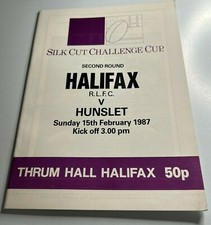 SILK CUT CHALLENGE CUP.
SECOND ROUND
HALIFAX
R.L.F.C.
V
HUNSLET
Sunday 15th February 1987
Kick off 3.00 pm
THRUM HALL HALIFAX 50p